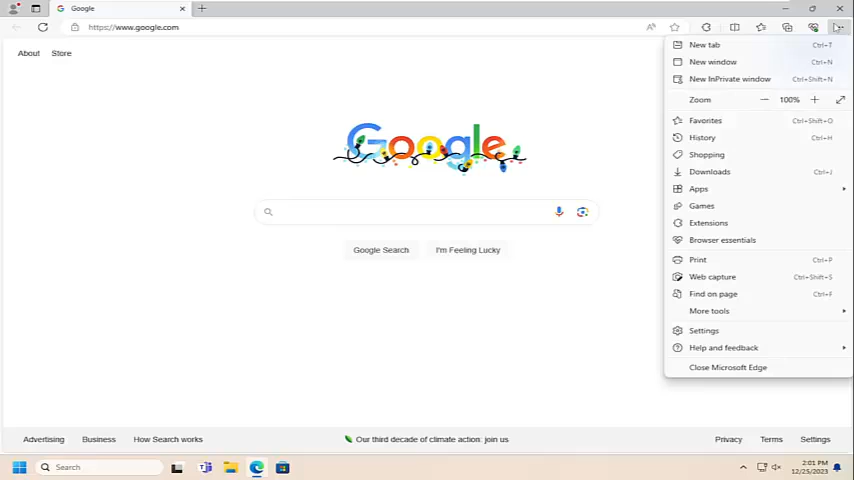 Google
https://www.google.com
About
Store
Google
Google Search
I'm Feeling Lucky
New tab Ctrl+T
New window Ctrl+N
New InPrivate window Ctrl+Shift+N
Zoom 100%
Favorites Ctrl+Shift+O
History Ctrl+H
Shopping
Downloads Ctrl+J
Apps
Games
Extensions
Browser essentials
Print Ctrl+P
Web capture Ctrl+Shift+S
Find on page Ctrl+F
More tools
Settings
Help and feedback
Close Microsoft Edge
Advertising Business How Search works Our third decade of climate action: join us Privacy Terms Settings
Search
2:01 PM
12/25/2023